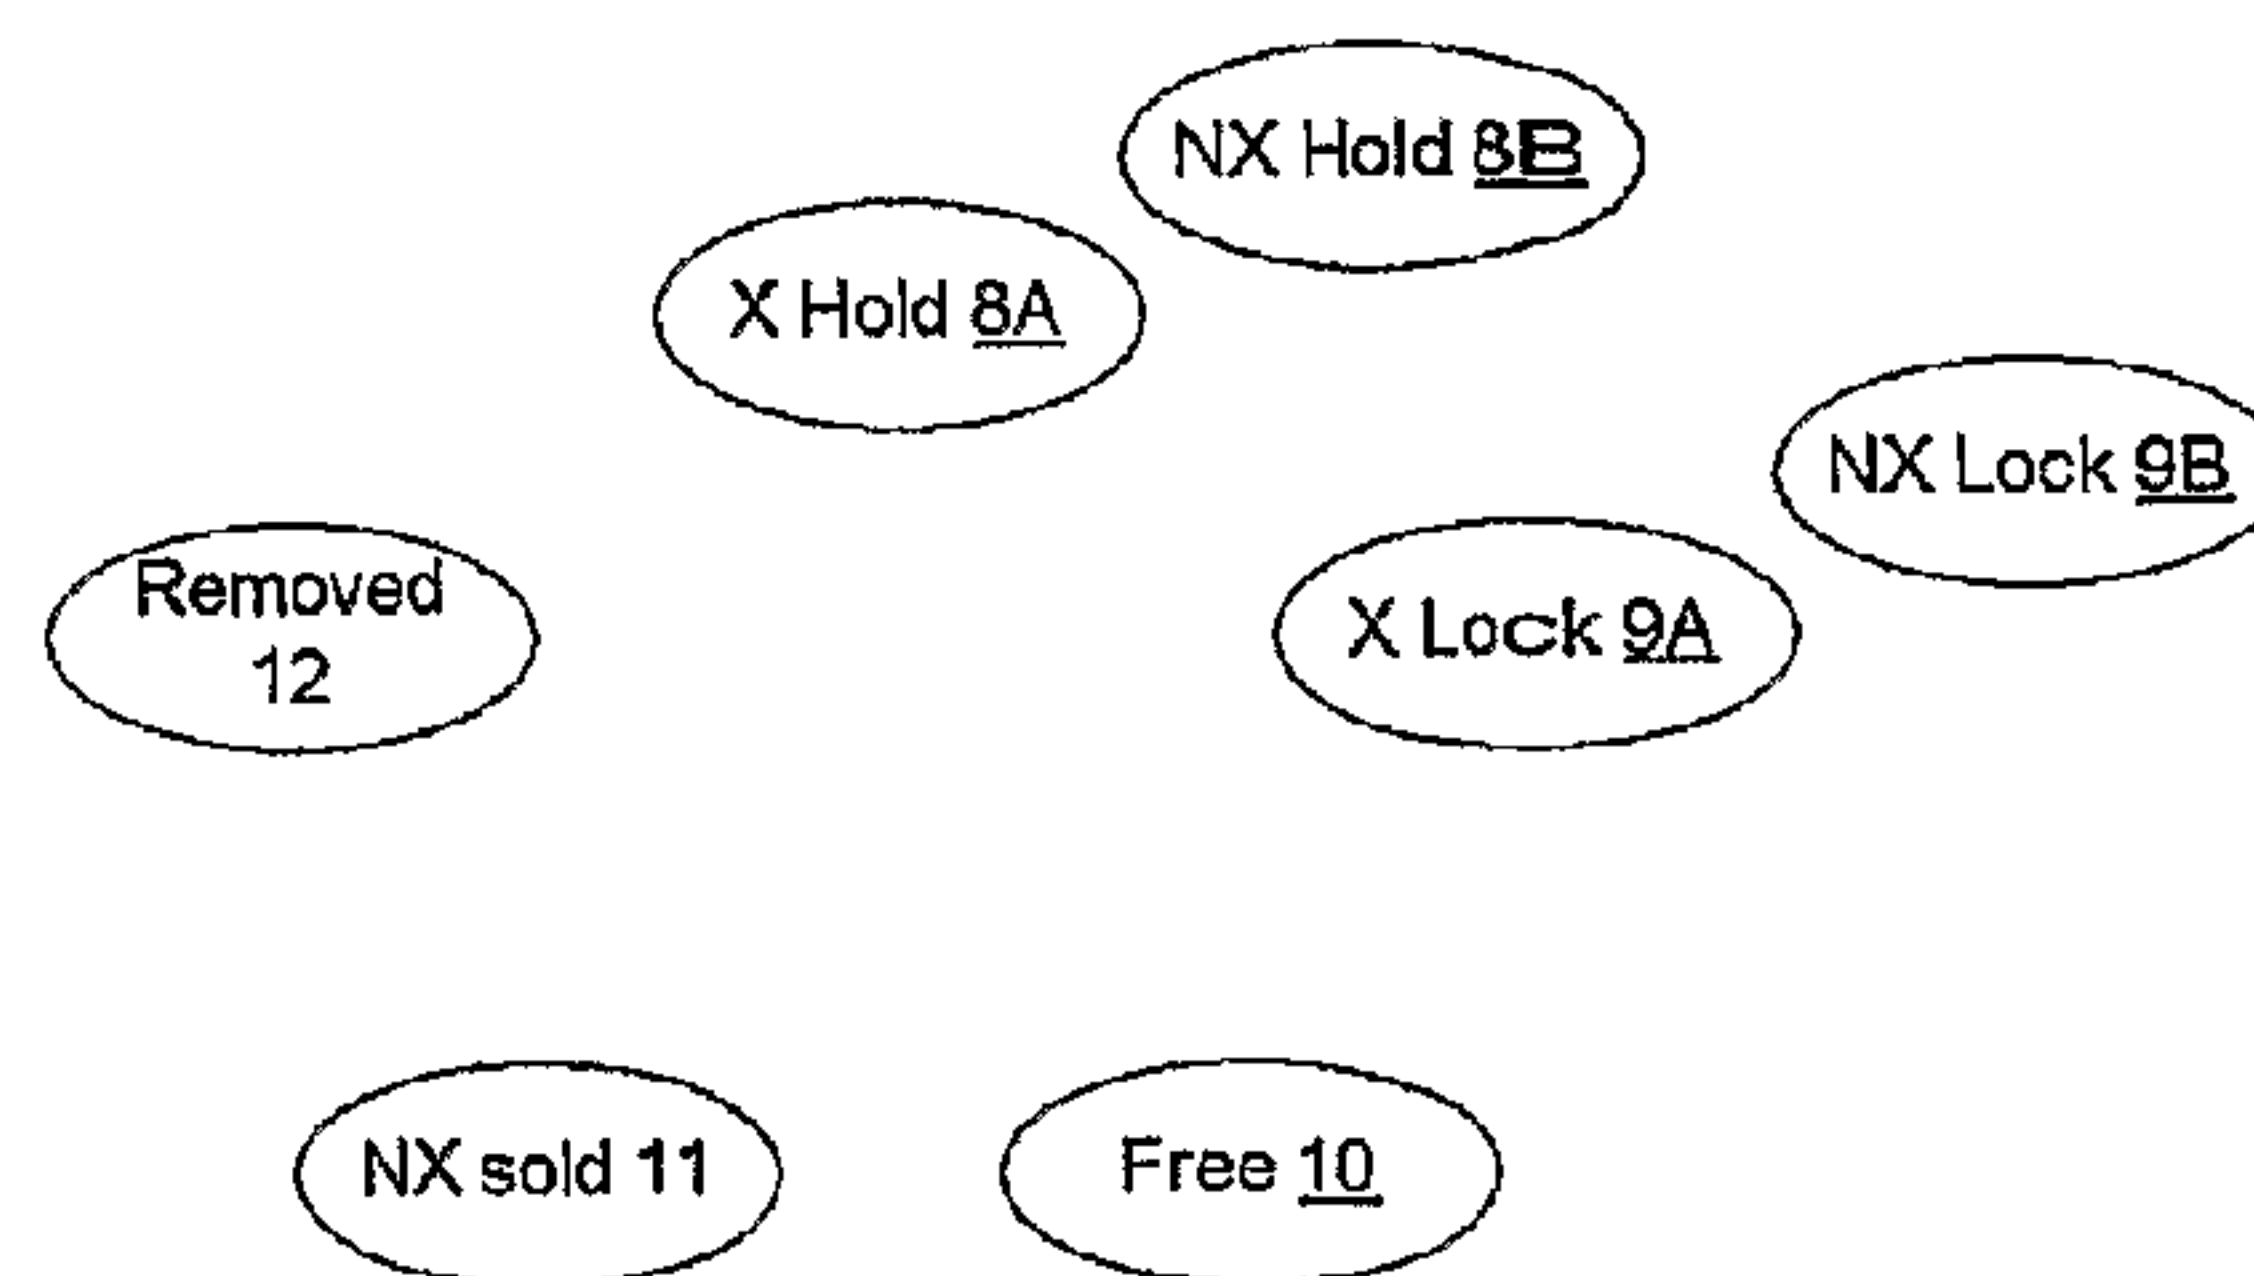 NX Hold 8B
X Hold 8A
NX Lock 9B
Removed
12
X Lock 9A
NX sold 11
Free 10